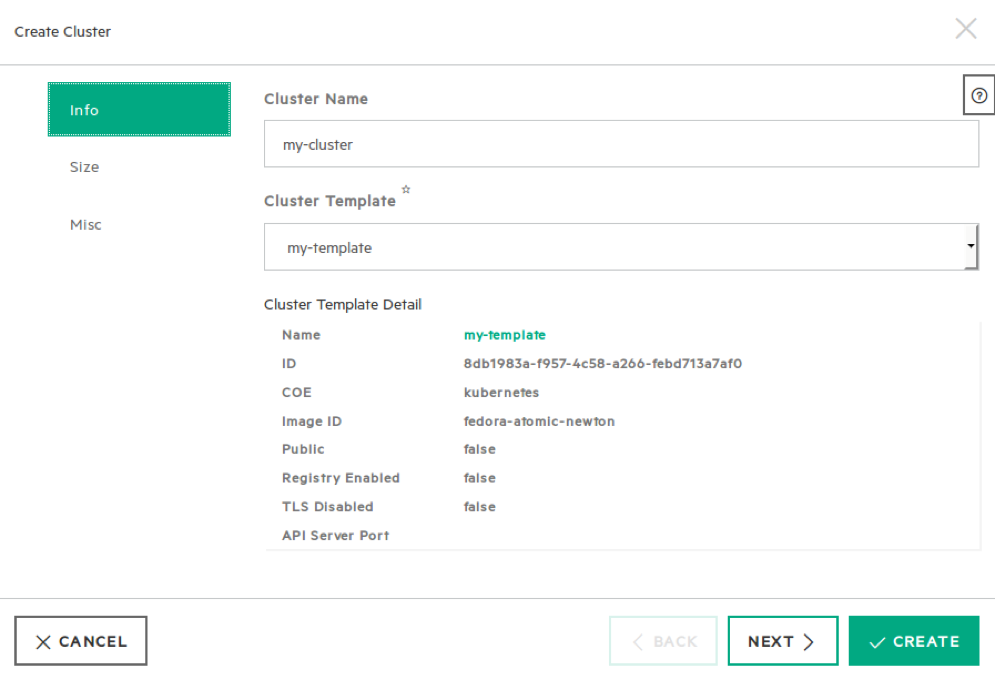 Create Cluster
Info
Size
Misc
Cluster Name
my-cluster
Cluster Template
my-template
Cluster Template Detail
Name my-template
ID 8db1983a-f957-4c58-a266-febd713a7af0
COE kubernetes
Image ID fedora-atomic-newton
Public false
Registry Enabled false
TLS Disabled false
API Server Port
CANCEL BACK NEXT CREATE